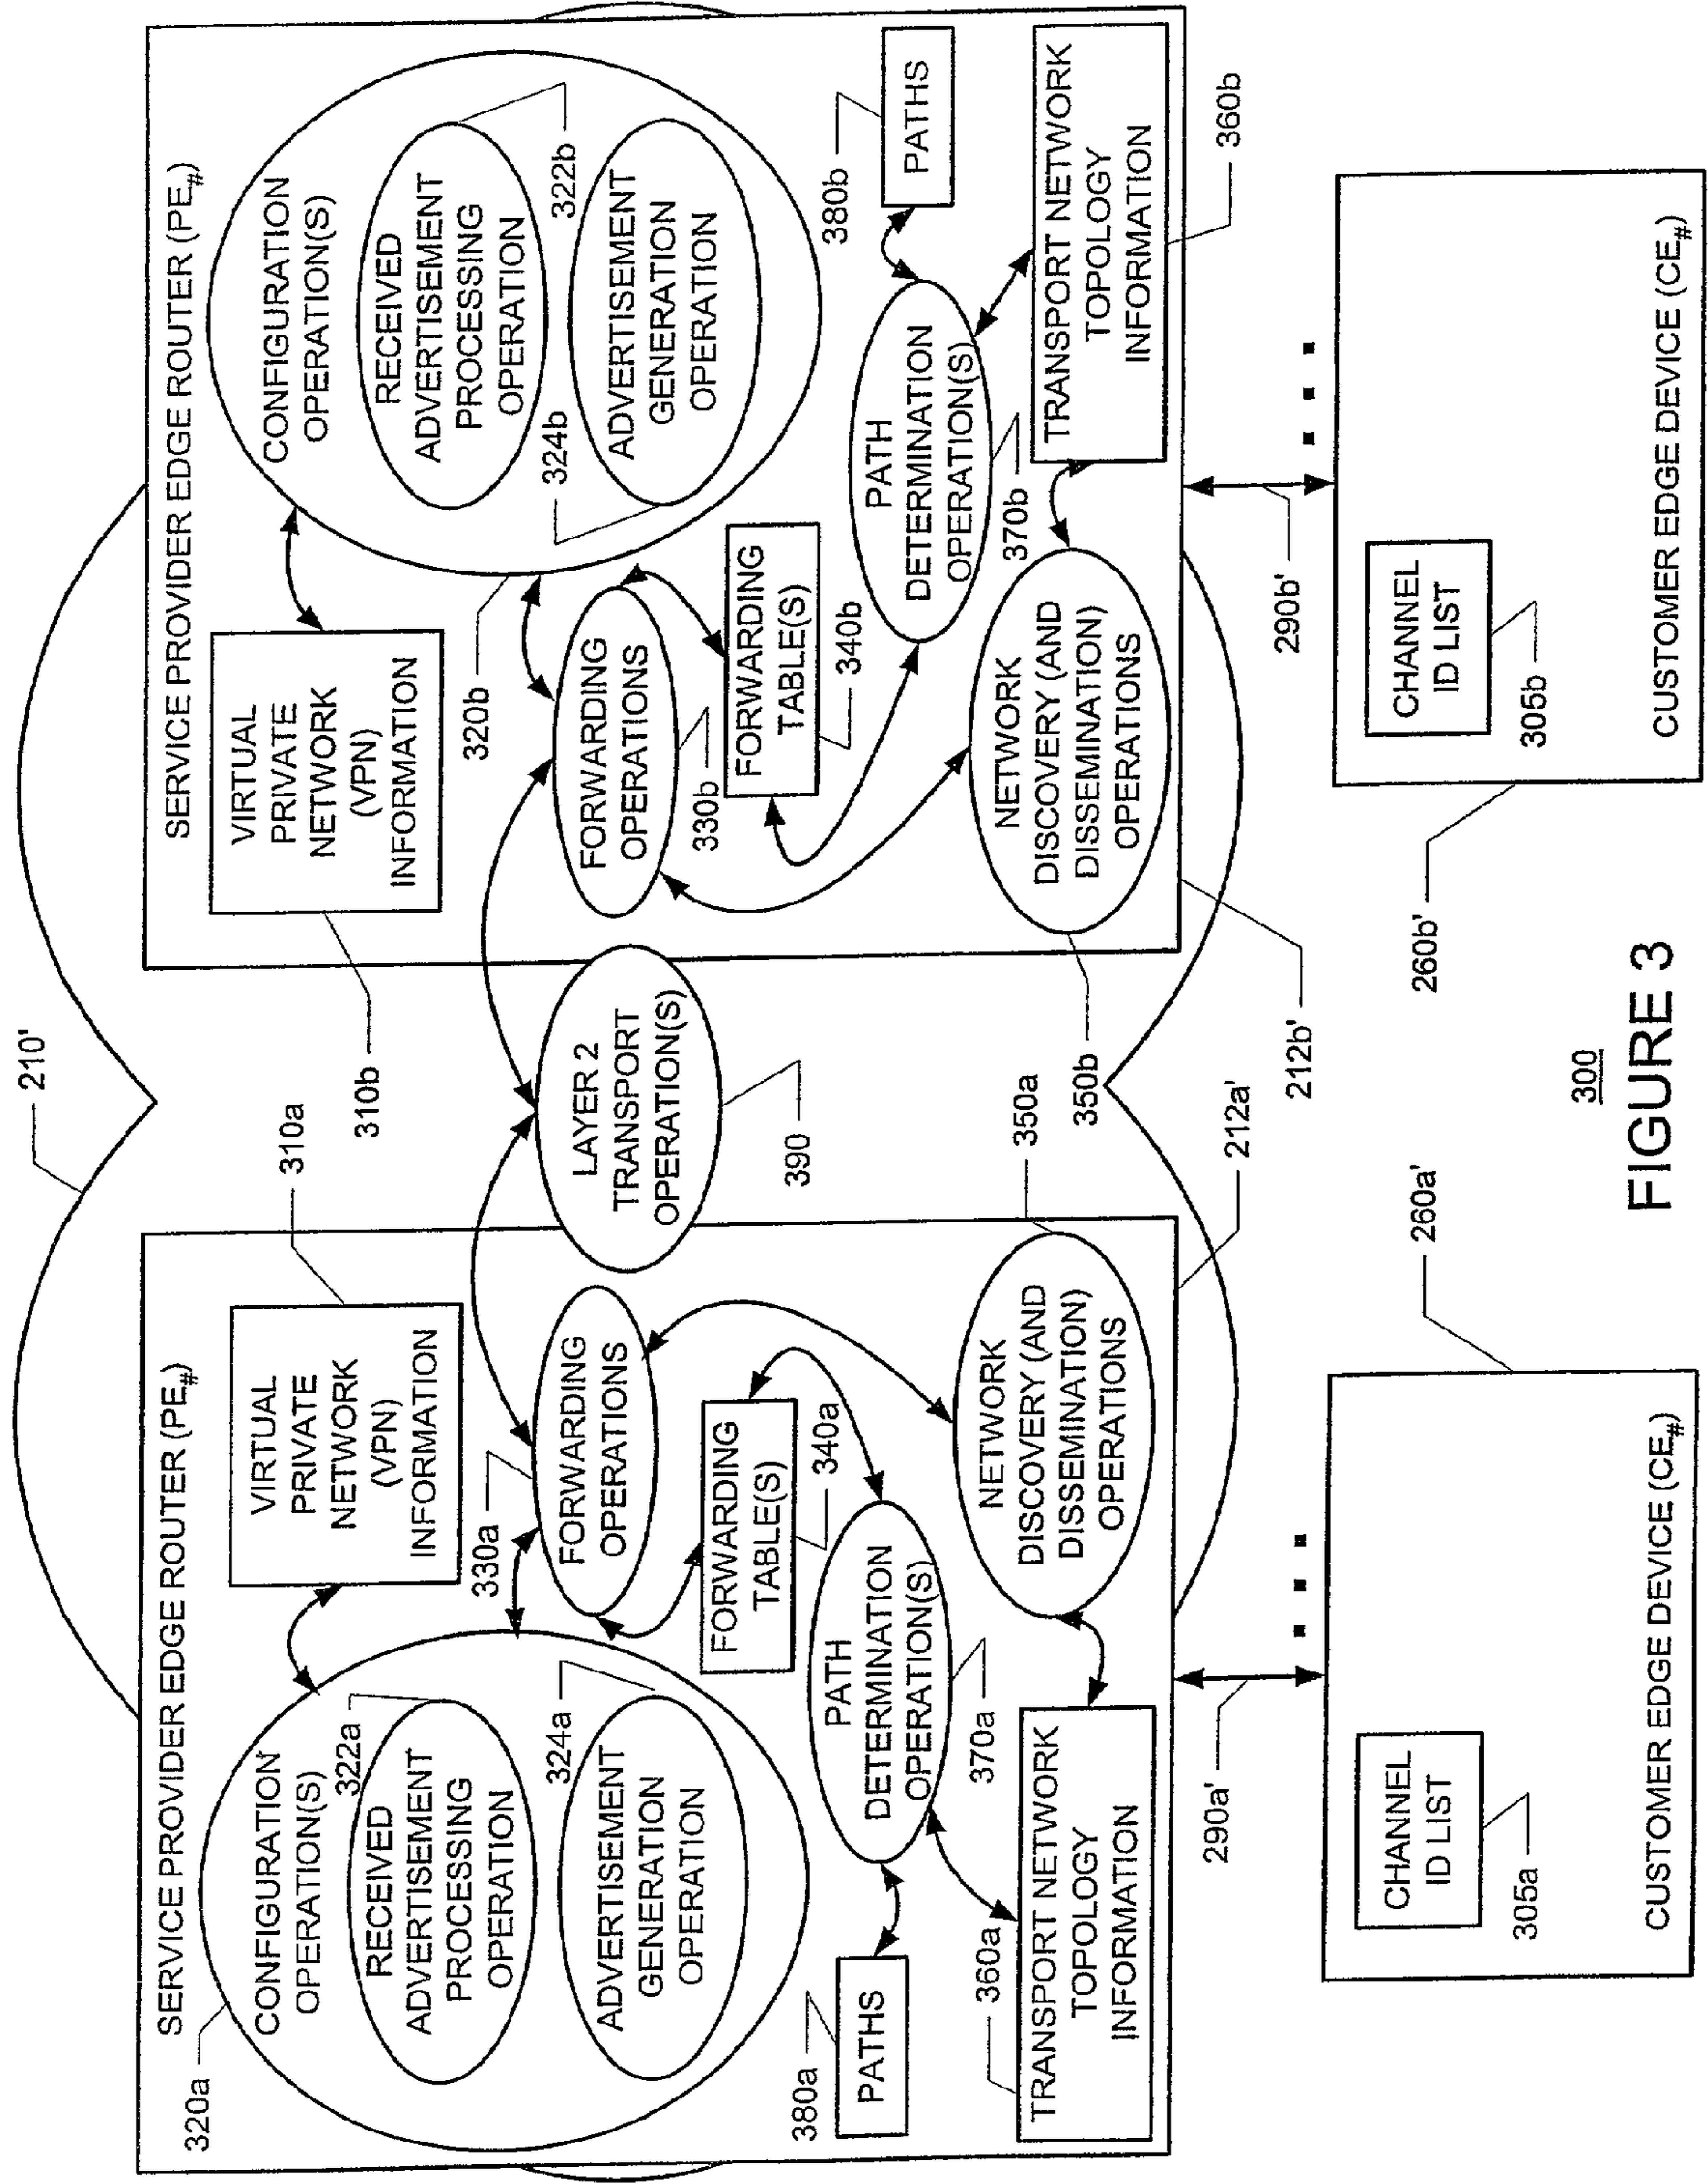 210'
SERVICE PROVIDER EDGE ROUTER (PE#)
320a
CONFIGURATION
OPERATION(S)
322a
RECEIVED
ADVERTISEMENT
PROCESSING
OPERATION
324a
ADVERTISEMENT
GENERATION
OPERATION
VIRTUAL
PRIVATE
NETWORK
(VPN)
INFORMATION
310a
330a
FORWARDING
OPERATIONS
FORWARDING
TABLE(S)
340a
380a
PATHS
PATH
DETERMINATION
OPERATION(S)
370a
360a
TRANSPORT NETWORK
TOPOLOGY
INFORMATION
NETWORK
DISCOVERY (AND
DISSEMINATION)
OPERATIONS
350a
212a'
LAYER 2
TRANSPORT
OPERATION(S)
390
SERVICE PROVIDER EDGE ROUTER (PE#)
VIRTUAL
PRIVATE
NETWORK
(VPN)
INFORMATION
310b
320b
CONFIGURATION
OPERATION(S)
RECEIVED
ADVERTISEMENT
PROCESSING
OPERATION
322b
324b
ADVERTISEMENT
GENERATION
OPERATION
FORWARDING
OPERATIONS
330b
FORWARDING
TABLE(S)
340b
380b
PATHS
PATH
DETERMINATION
OPERATION(S)
370b
TRANSPORT NETWORK
TOPOLOGY
INFORMATION
360b
NETWORK
DISCOVERY (AND
DISSEMINATION)
OPERATIONS
350b
212b'
290a'
CHANNEL
ID LIST
305a
CUSTOMER EDGE DEVICE (CE#)
260a'
290b'
CHANNEL
ID LIST
305b
CUSTOMER EDGE DEVICE (CE#)
260b'
300
FIGURE 3